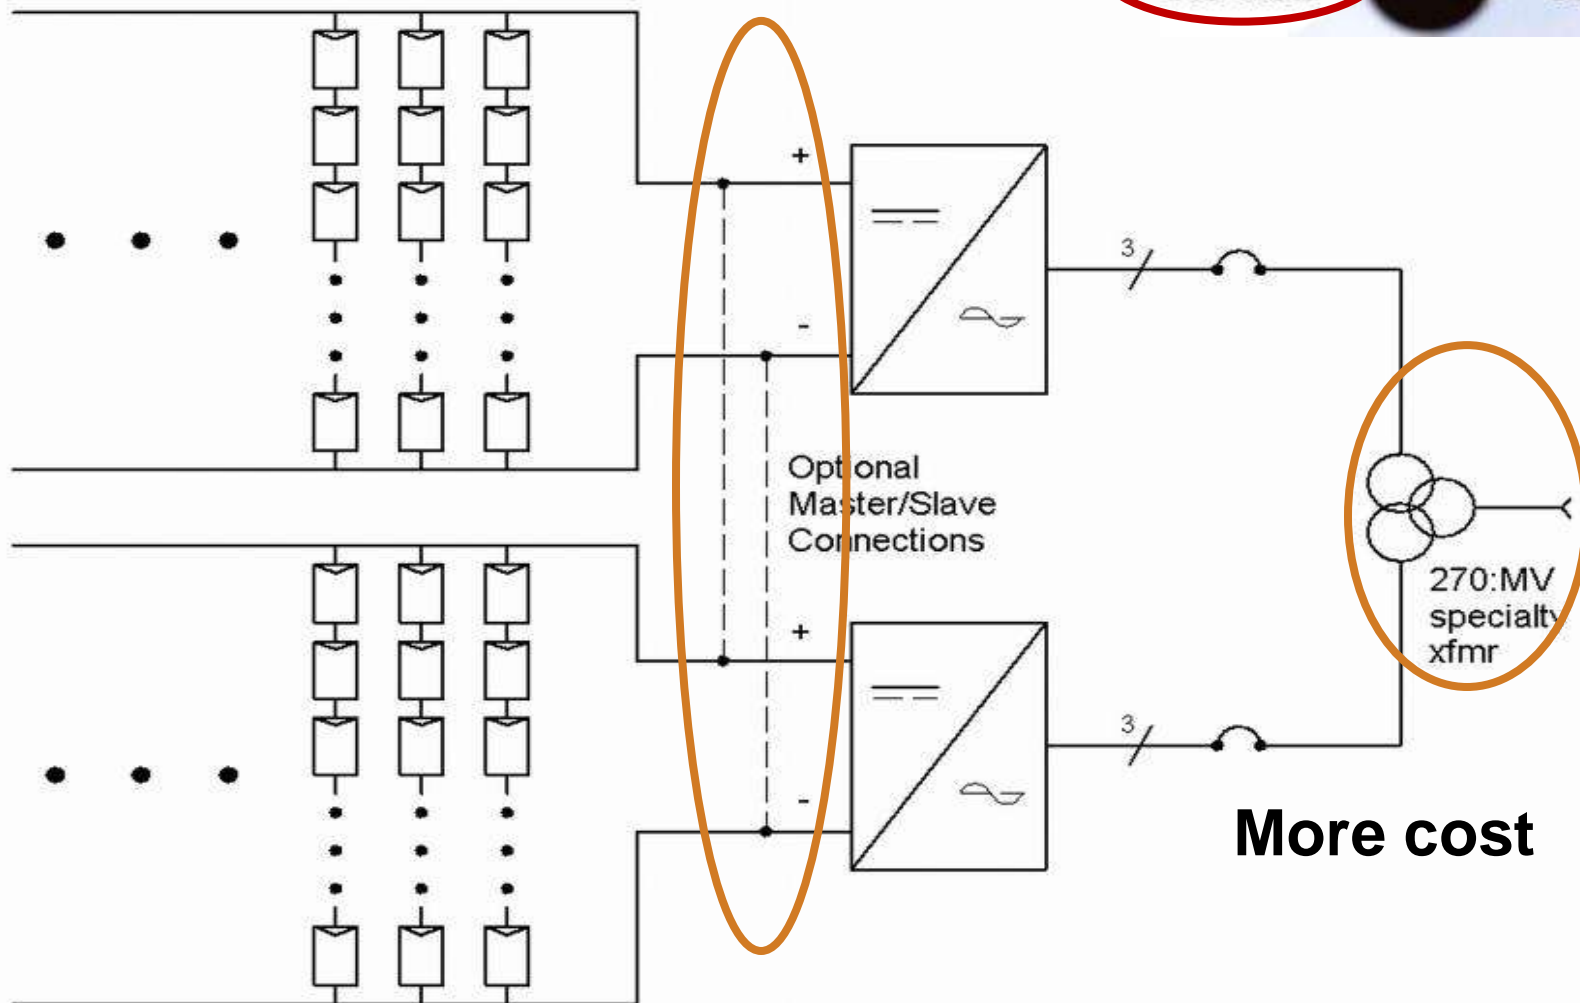 +
3
-
Optional
Master/Slave
Connections
270:MV
specialty
xfmr
+
3
-
More cost